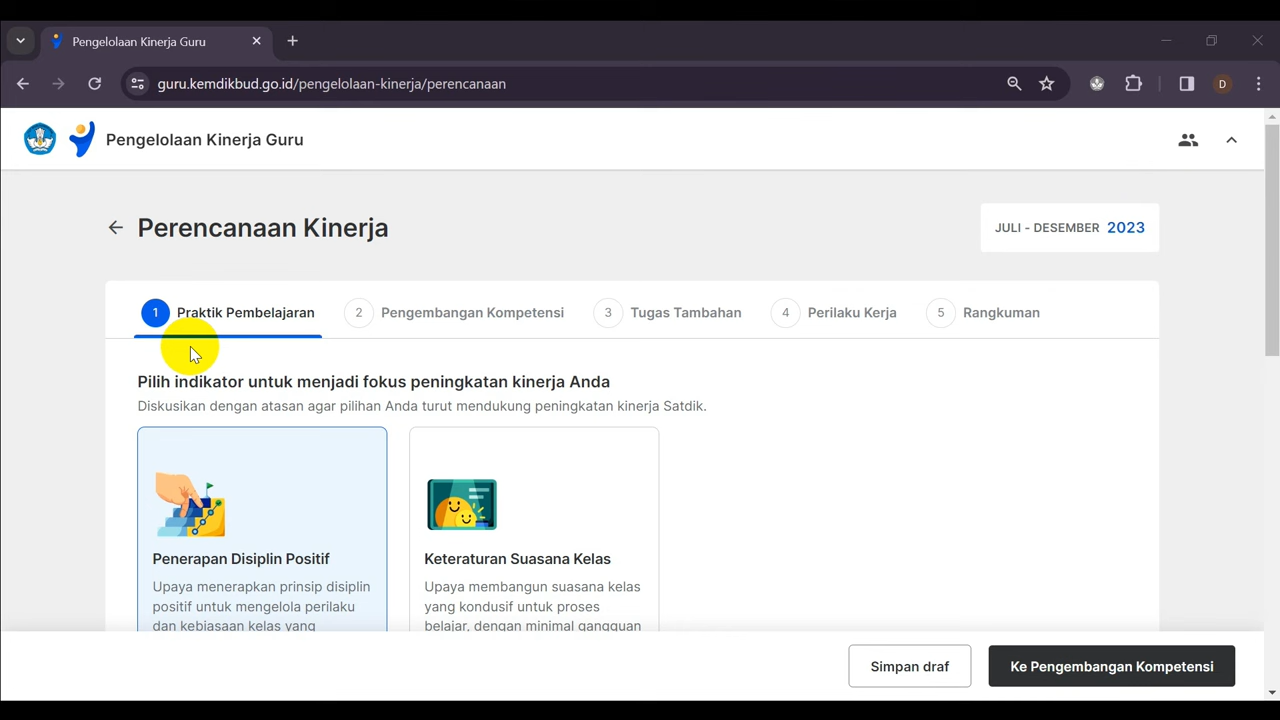 Pengelolaan Kinerja Guru
guru.kemdikbud.go.id/pengelolaan-kinerja/perencanaan
D
Pengelolaan Kinerja Guru
Perencanaan Kinerja
JULI - DESEMBER 2023
1 Praktik Pembelajaran 2 Pengembangan Kompetensi 3 Tugas Tambahan 4 Perilaku Kerja 5 Rangkuman
Pilih indikator untuk menjadi fokus peningkatan kinerja Anda
Diskusikan dengan atasan agar pilihan Anda turut mendukung peningkatan kinerja Satdik.
Penerapan Disiplin Positif
Upaya menerapkan prinsip disiplin
positif untuk mengelola perilaku
dan kebiasaan kelas yang
Keteraturan Suasana Kelas
Upaya membangun suasana kelas
yang kondusif untuk proses
belajar, dengan minimal gangguan
Simpan draf
Ke Pengembangan Kompetensi